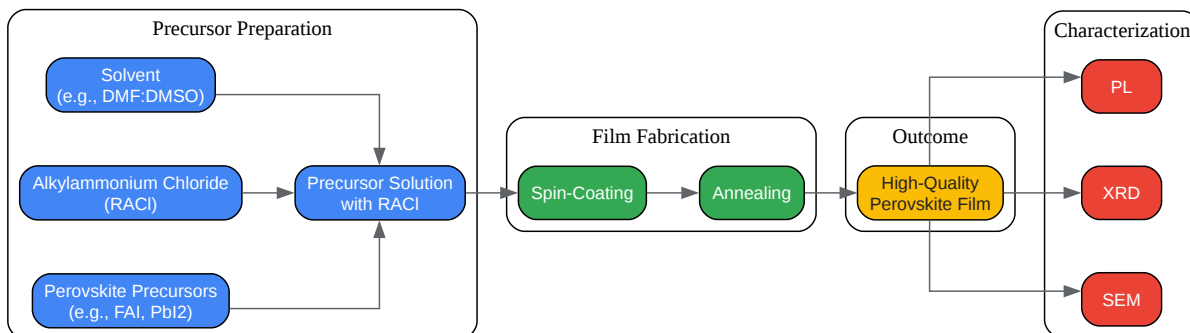 Precursor Preparation
Solvent
(e.g., DMF:DMSO)
Alkylammonium Chloride
(RACl)
Perovskite Precursors
(e.g., FAI, PbI2)
Precursor Solution
with RACl
Film Fabrication
Spin-Coating
Annealing
Outcome
High-Quality
Perovskite Film
Characterization
PL
XRD
SEM